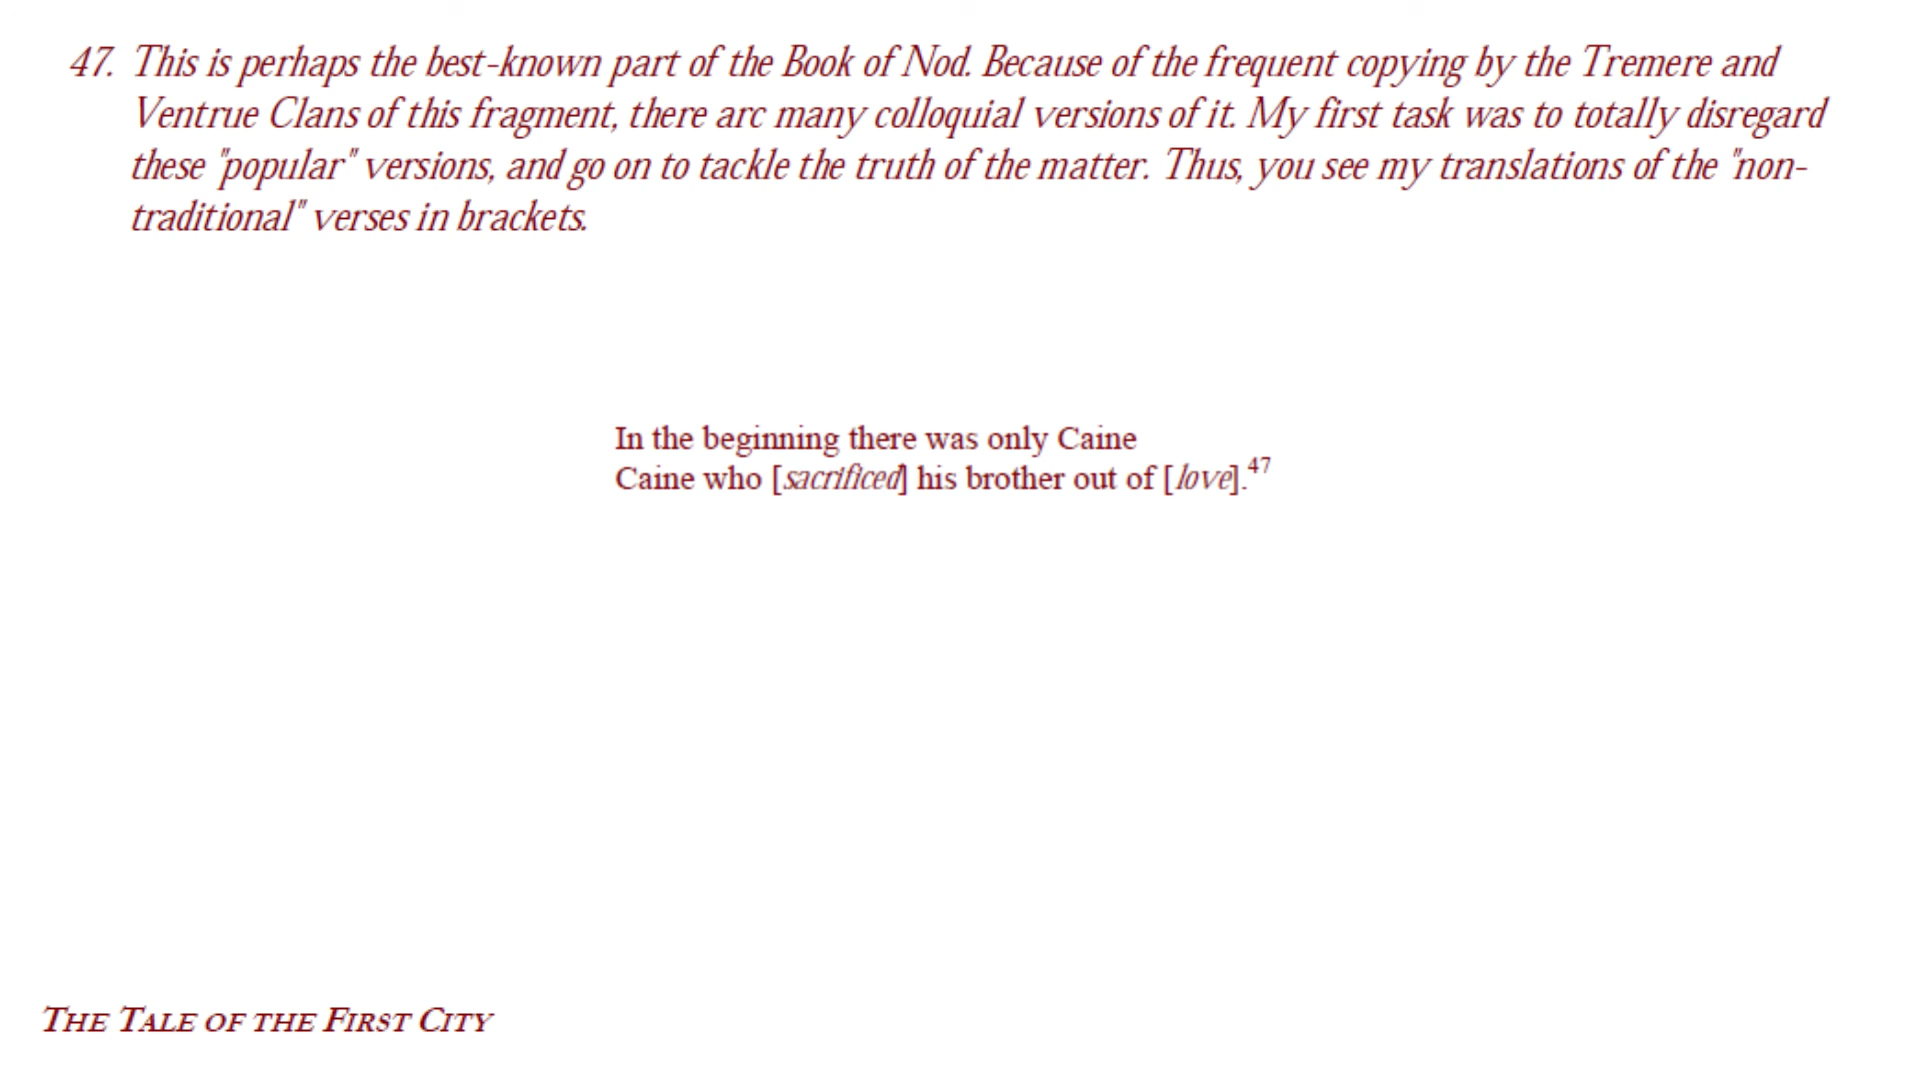 47. This is perhaps the best-known part of the Book of Nod. Because of the frequent copying by the Tremere and
Ventrue Clans of this fragment, there arc many colloquial versions of it. My first task was to totally disregard
these "popular" versions, and go on to tackle the truth of the matter. Thus, you see my translations of the "non-
traditional" verses in brackets.
In the beginning there was only Caine
Caine who [sacrificed] his brother out of [love].47
THE TALE OF THE FIRST CITY